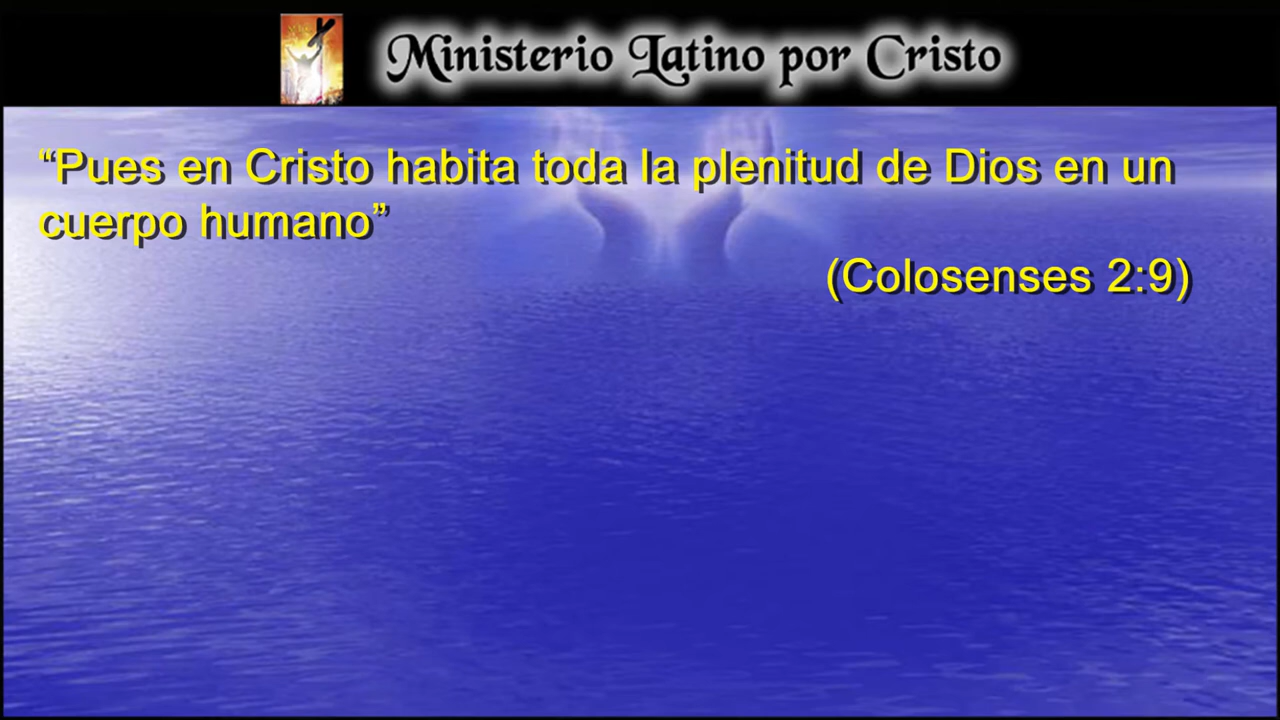 Ministerio Latino por Cristo
“Pues en Cristo habita toda la plenitud de Dios en un
cuerpo humano”
(Colosenses 2:9)